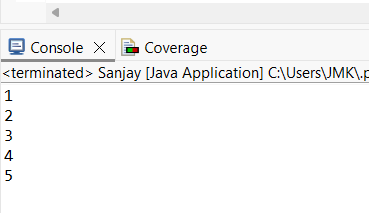 Console Coverage
<terminated> Sanjay [Java Application] C:\Users\JMK\.p
1
2
3
4
5